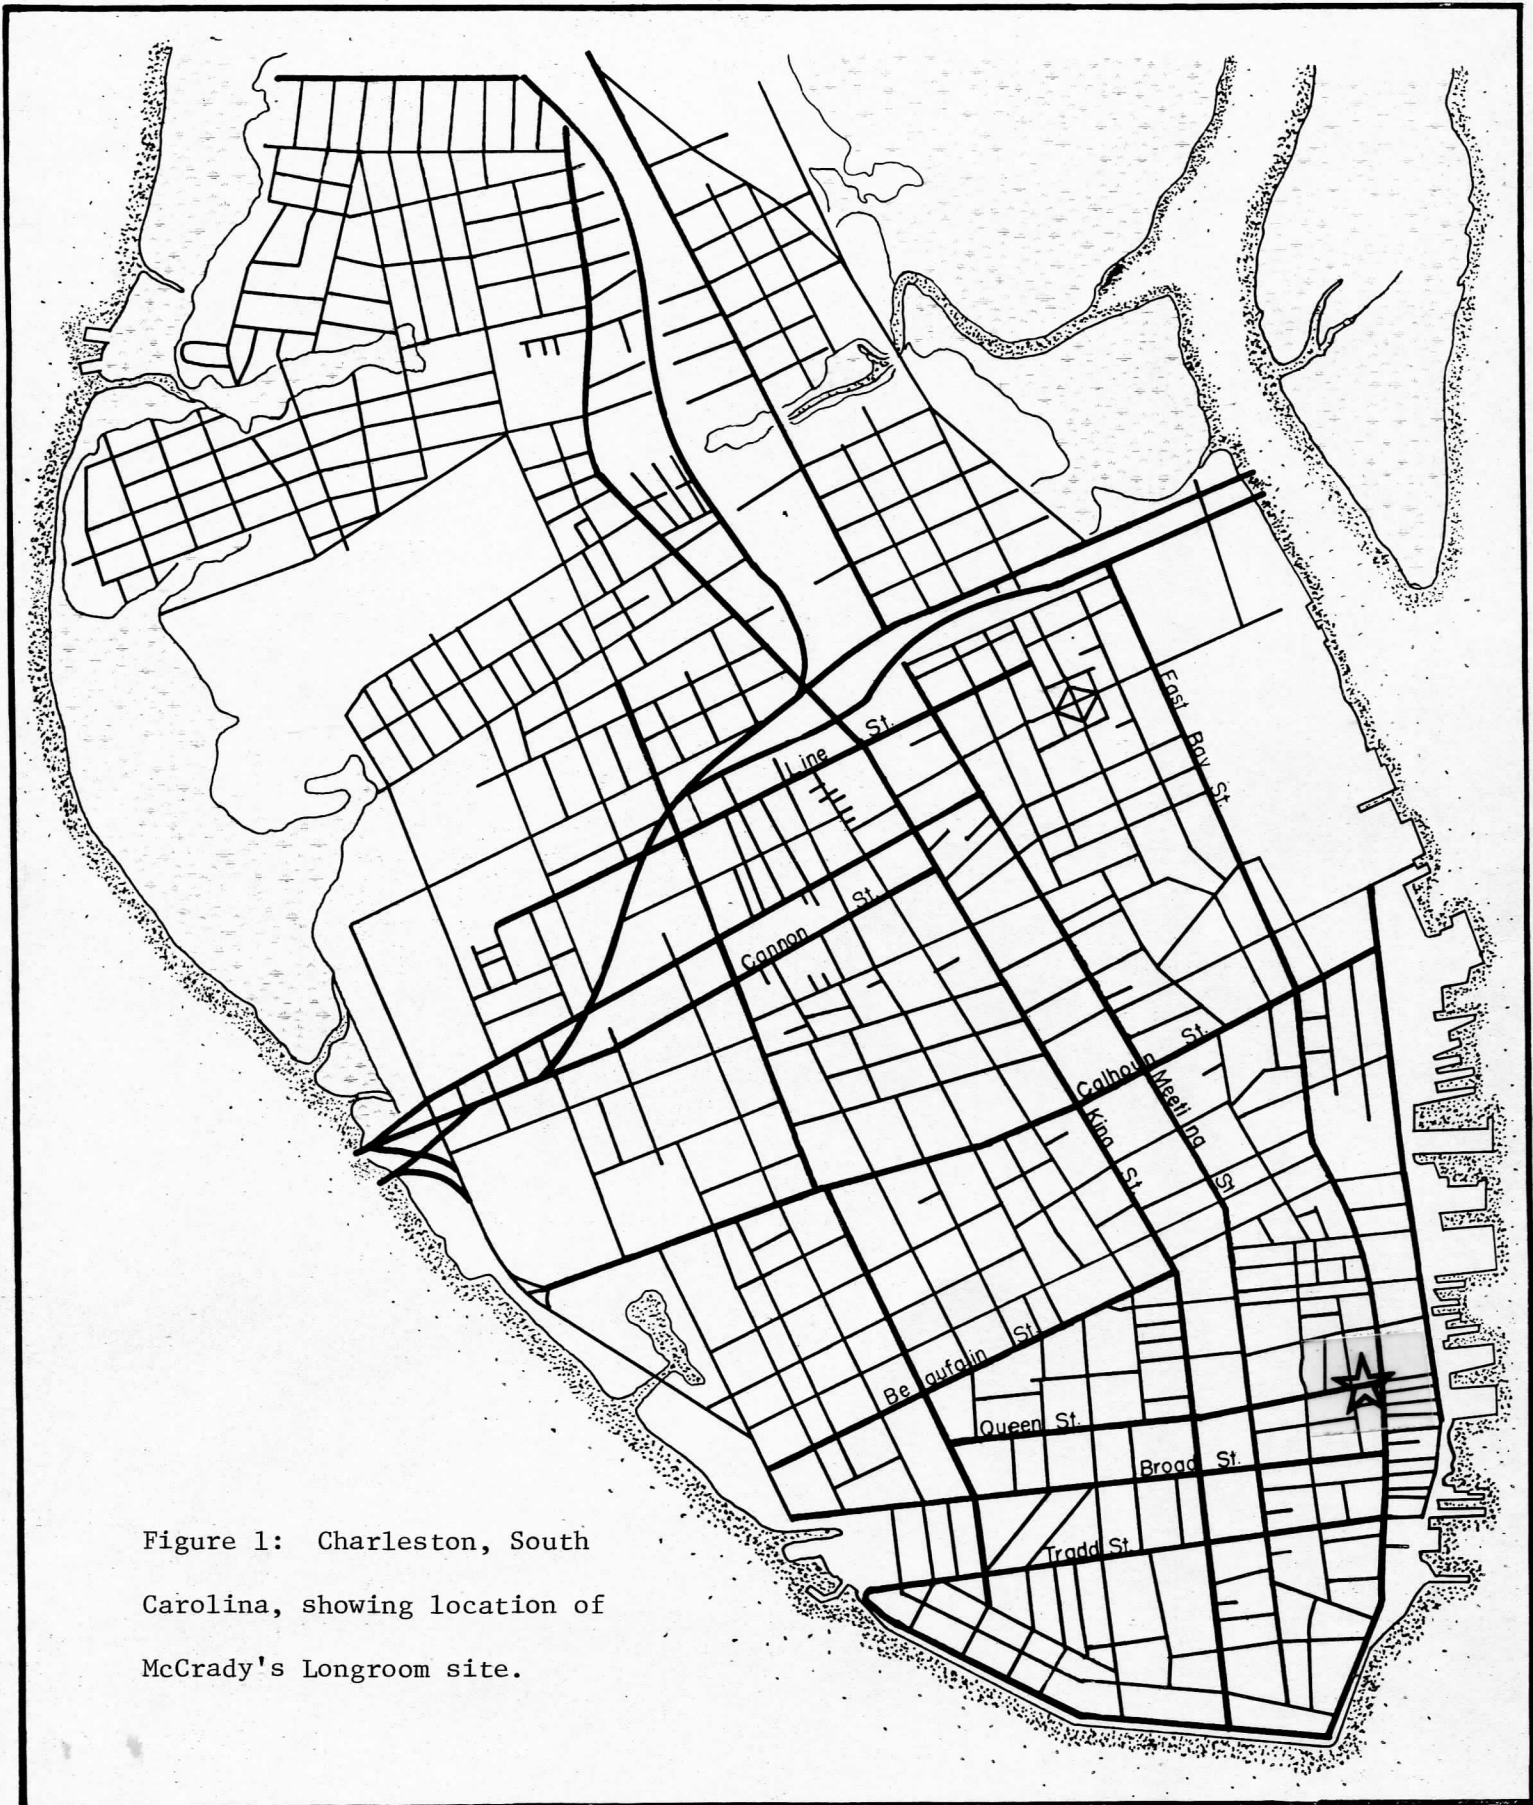 East Bay St.
Line St.
Cannon St.
Calhoun St.
Meeting St
King St.
Beaufain St.
Queen St.
Broad St.
Tradd St.
Figure 1:  Charleston, South
Carolina, showing location of
McCrady's Longroom site.